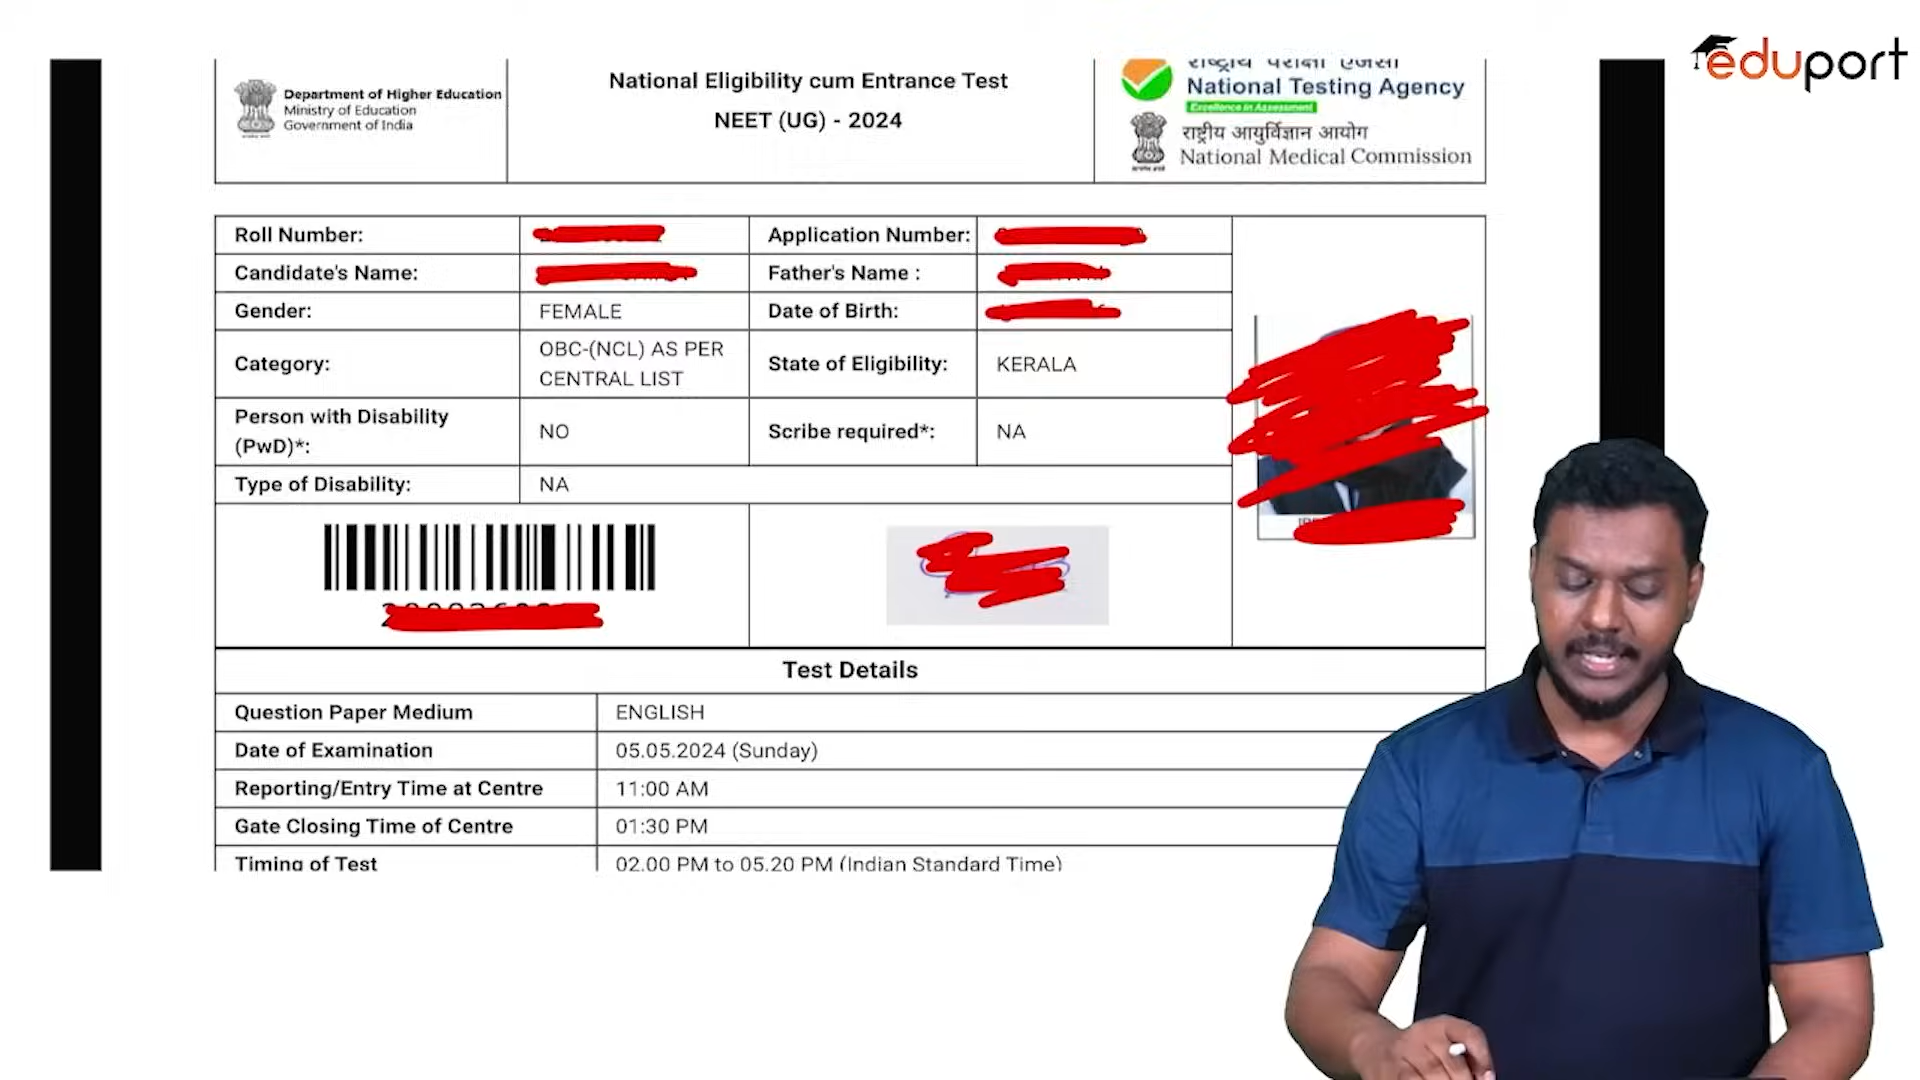 eduport
Department of Higher Education
Ministry of Education
Government of India
National Eligibility cum Entrance Test
NEET (UG) - 2024
राष्ट्रीय परीक्षा एजेंसी
National Testing Agency
Excellence in Assessment
राष्ट्रीय आयुर्विज्ञान आयोग
National Medical Commission
Roll Number:
Application Number:
Candidate's Name:
Father's Name :
Gender: FEMALE
Date of Birth:
Category: OBC-(NCL) AS PER
CENTRAL LIST
State of Eligibility: KERALA
Person with Disability
(PwD)*: NO
Scribe required*: NA
Type of Disability: NA
Test Details
Question Paper Medium ENGLISH
Date of Examination 05.05.2024 (Sunday)
Reporting/Entry Time at Centre 11:00 AM
Gate Closing Time of Centre 01:30 PM
Timing of Test 02.00 PM to 05.20 PM (Indian Standard Time)